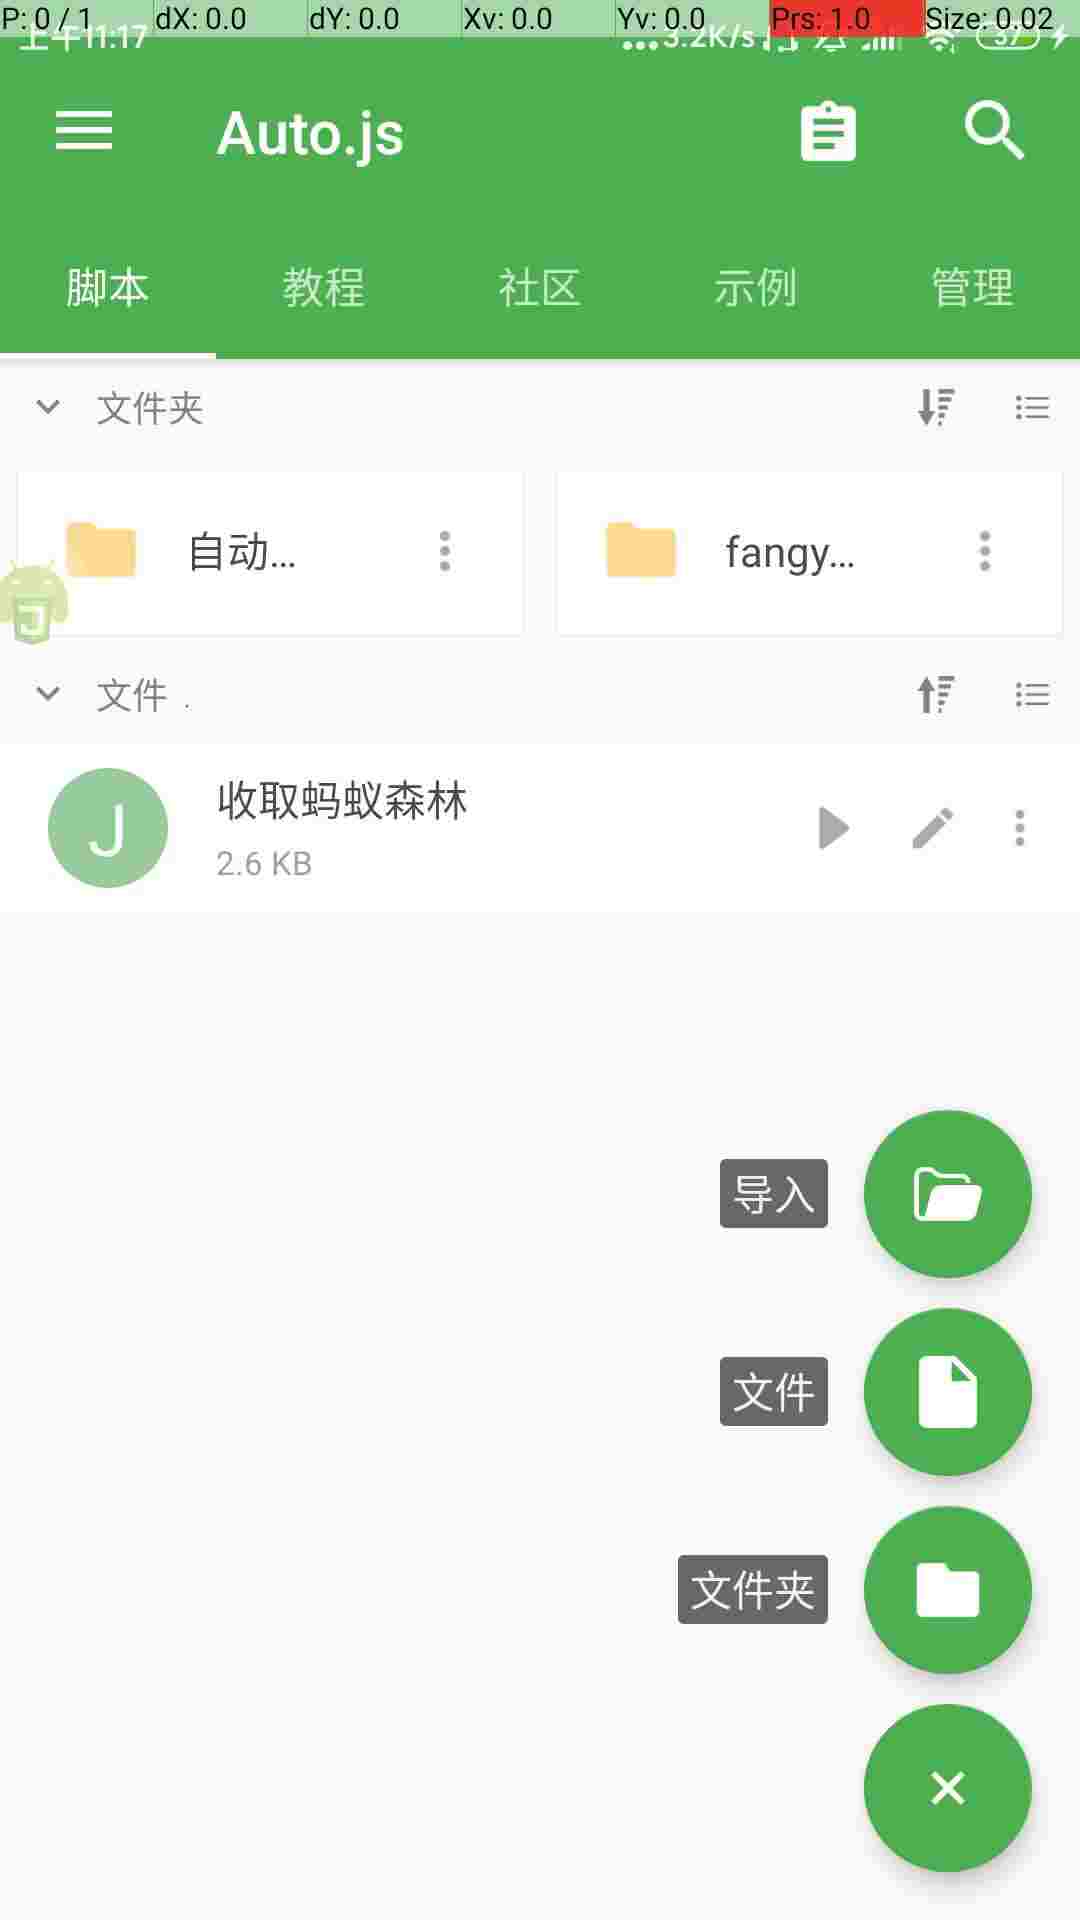 P: 0 / 1 dX: 0.0 dY: 0.0 Xv: 0.0 Yv: 0.0 Prs: 1.0 Size: 0.02
上午11:17 ...3.2K/s 37
Auto.js
脚本 教程 社区 示例 管理
文件夹
自动... fangy...
J
文件 .
J 收取蚂蚁森林
2.6 KB
导入
文件
文件夹